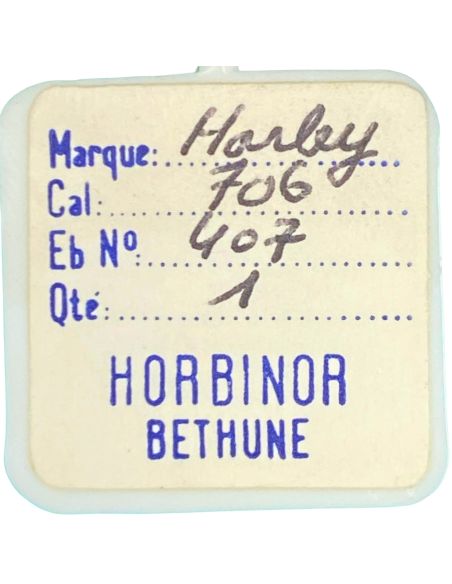 Marque: Harley
Cal: 706
Eb Nº: 407
Qté: 1
HORBINOR
BETHUNE